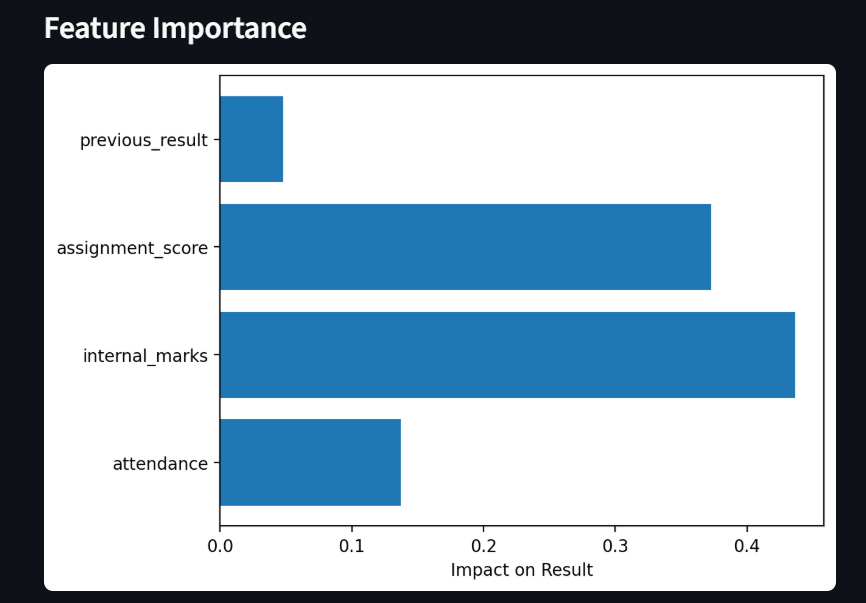 Feature Importance
previous_result
assignment_score
internal_marks
attendance
0.0 0.1 0.2 0.3 0.4
Impact on Result